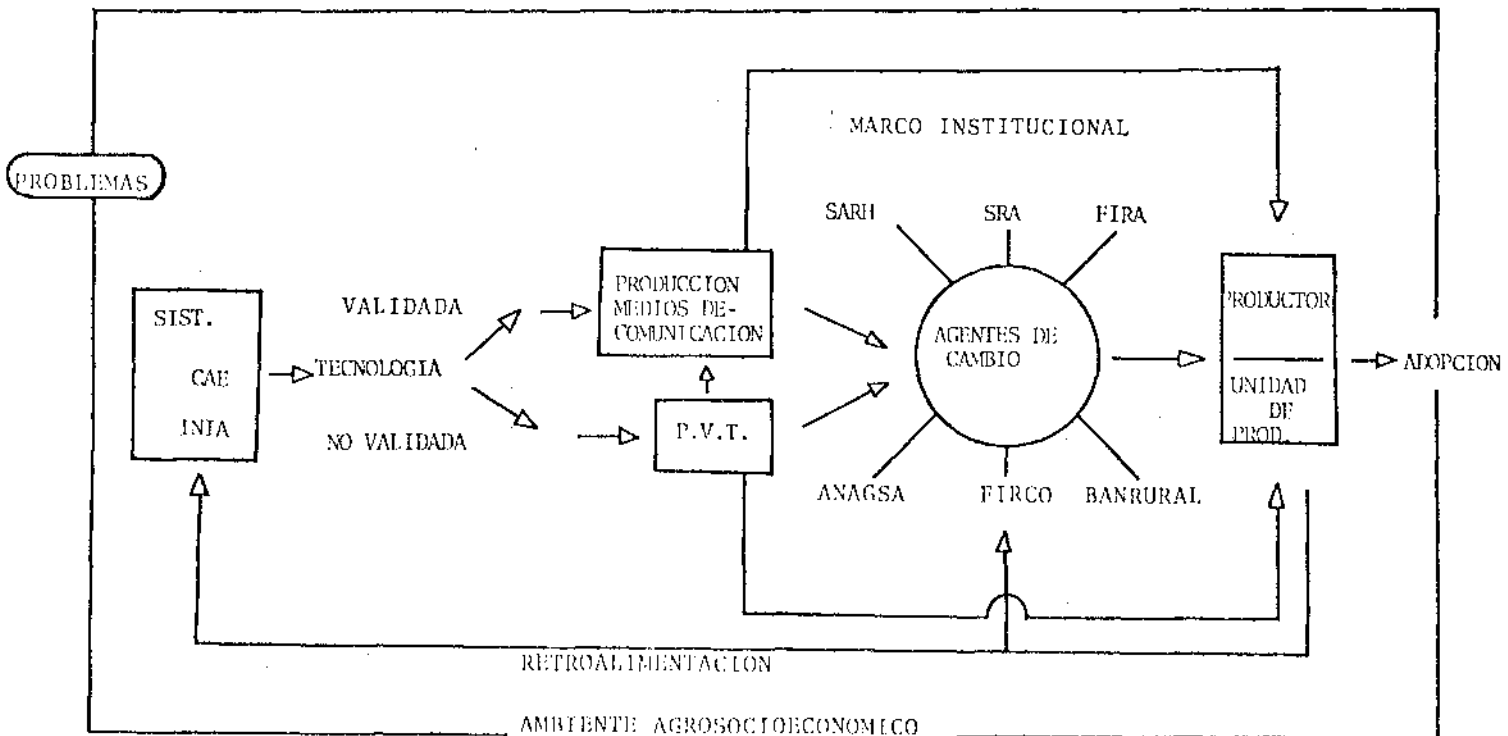 MARCO INSTITUCIONAL
PROBLEMAS
SARH
SRA
FIRA
SIST.
CAE
INIA
VALIDADA
TECNOLOGIA
NO VALIDADA
PRODUCCION
MEDIOS DE-
COMUNICACION
P.V.T.
AGENTES DE
CAMBIO
PRODUCTOR
UNIDAD
DE
PROD.
ADOPCION
ANAGSA
FIRCO
BANRURAL
RETROALIMENTACION
AMBIENTE AGROSOCIOECONOMICO